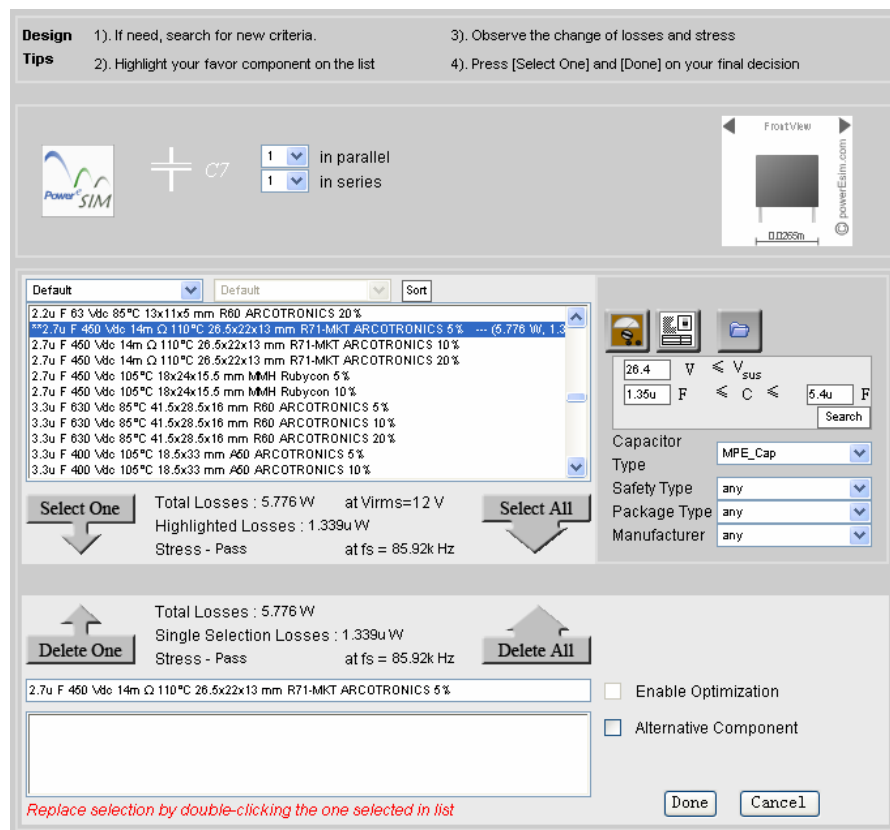 Design Tips
1). If need, search for new criteria.
2). Highlight your favor component on the list
3). Observe the change of losses and stress
4). Press [Select One] and [Done] on your final decision
Power e SIM
C7
1 in parallel
1 in series
FrontView
0.0265m
© powerEsim.com
Default Default Sort
2.2u F 63 Vdc 85°C 13x11x5 mm R60 ARCOTRONICS 20%
**2.7u F 450 Vdc 14m Ω 110°C 26.5x22x13 mm R71-MKT ARCOTRONICS 5% --- (5.776 W, 1.3
2.7u F 450 Vdc 14m Ω 110°C 26.5x22x13 mm R71-MKT ARCOTRONICS 10%
2.7u F 450 Vdc 14m Ω 110°C 26.5x22x13 mm R71-MKT ARCOTRONICS 20%
2.7u F 450 Vdc 105°C 18x24x15.5 mm MMH Rubycon 5%
2.7u F 450 Vdc 105°C 18x24x15.5 mm MMH Rubycon 10%
3.3u F 630 Vdc 85°C 41.5x28.5x16 mm R60 ARCOTRONICS 5%
3.3u F 630 Vdc 85°C 41.5x28.5x16 mm R60 ARCOTRONICS 10%
3.3u F 630 Vdc 85°C 41.5x28.5x16 mm R60 ARCOTRONICS 20%
3.3u F 400 Vdc 105°C 18.5x33 mm A50 ARCOTRONICS 5%
3.3u F 400 Vdc 105°C 18.5x33 mm A50 ARCOTRONICS 10%
26.4 V ≤ Vsus
1.35u F ≤ C ≤ 5.4u F
Search
Capacitor Type MPE_Cap
Safety Type any
Package Type any
Manufacturer any
Select One
Total Losses : 5.776 W at Virms=12 V
Highlighted Losses : 1.339u W
Stress - Pass at fs = 85.92k Hz
Select All
Delete One
Total Losses : 5.776 W
Single Selection Losses : 1.339u W
Stress - Pass at fs = 85.92k Hz
Delete All
2.7u F 450 Vdc 14m Ω 110°C 26.5x22x13 mm R71-MKT ARCOTRONICS 5%
Enable Optimization
Alternative Component
Replace selection by double-clicking the one selected in list
Done Cancel